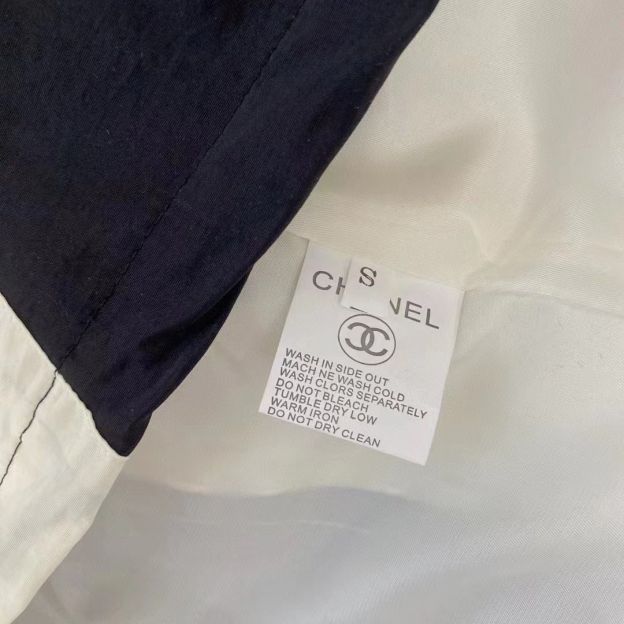 S
CH NEL
WASH IN SIDE OUT
MACH NE WASH COLD
WASH CLORS SEPARATELY
DO NOT BLEACH
TUMBLE DRY LOW
WARM IRON
DO NOT DRY CLEAN